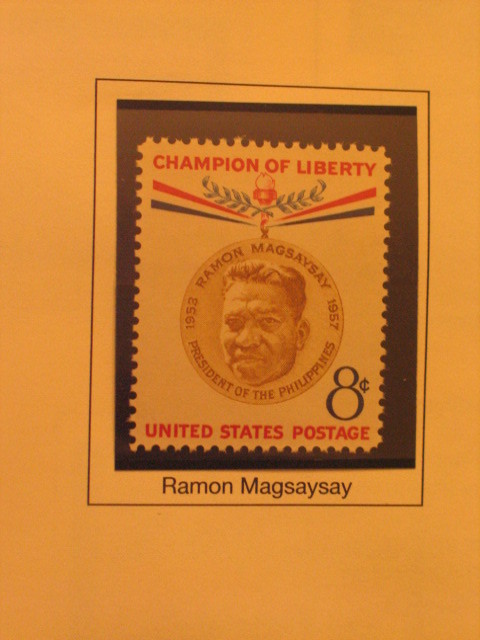 CHAMPION OF LIBERTY
RAMON MAGSAYSAY
1953
1957
PRESIDENT OF THE PHILIPPINES
8¢
UNITED STATES POSTAGE
Ramon Magsaysay